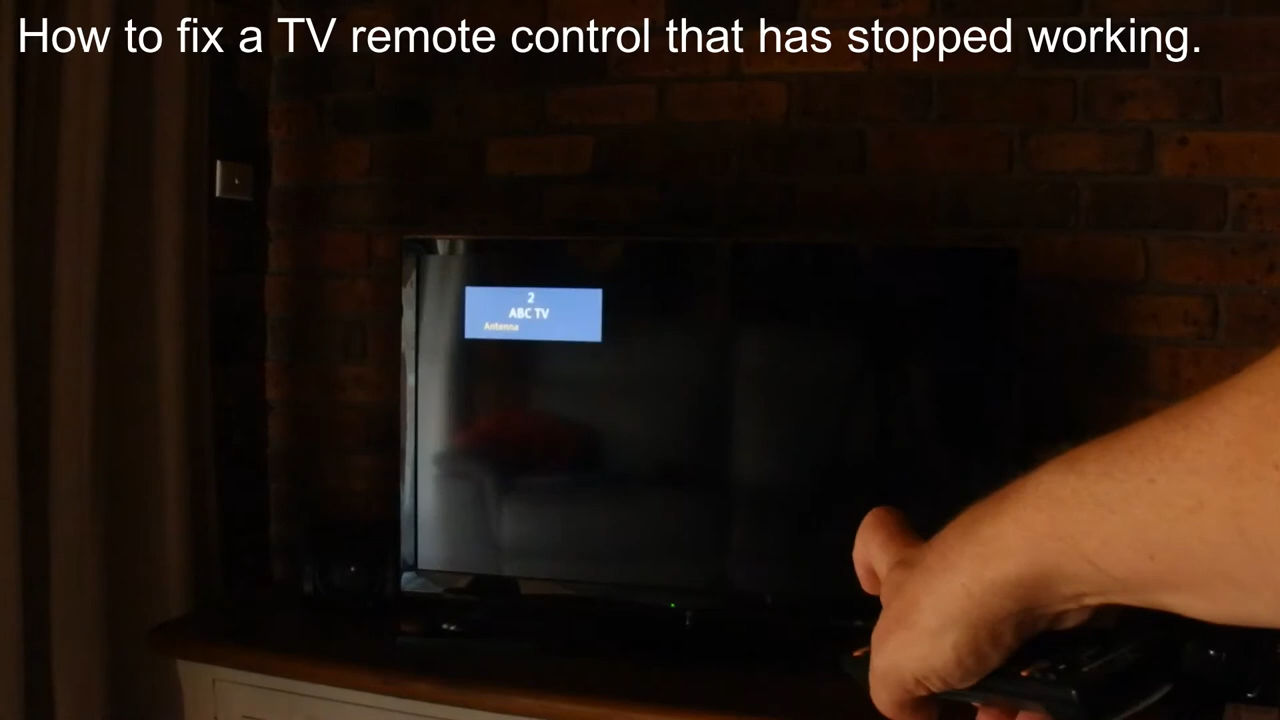 How to fix a TV remote control that has stopped working.
2
ABC TV
Antenna